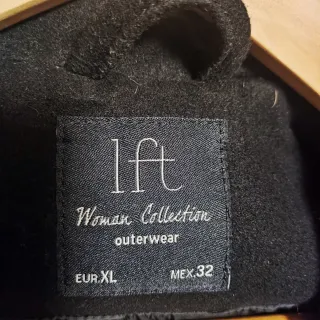 lft
Woman Collection
outerwear
EUR.XL MEX.32